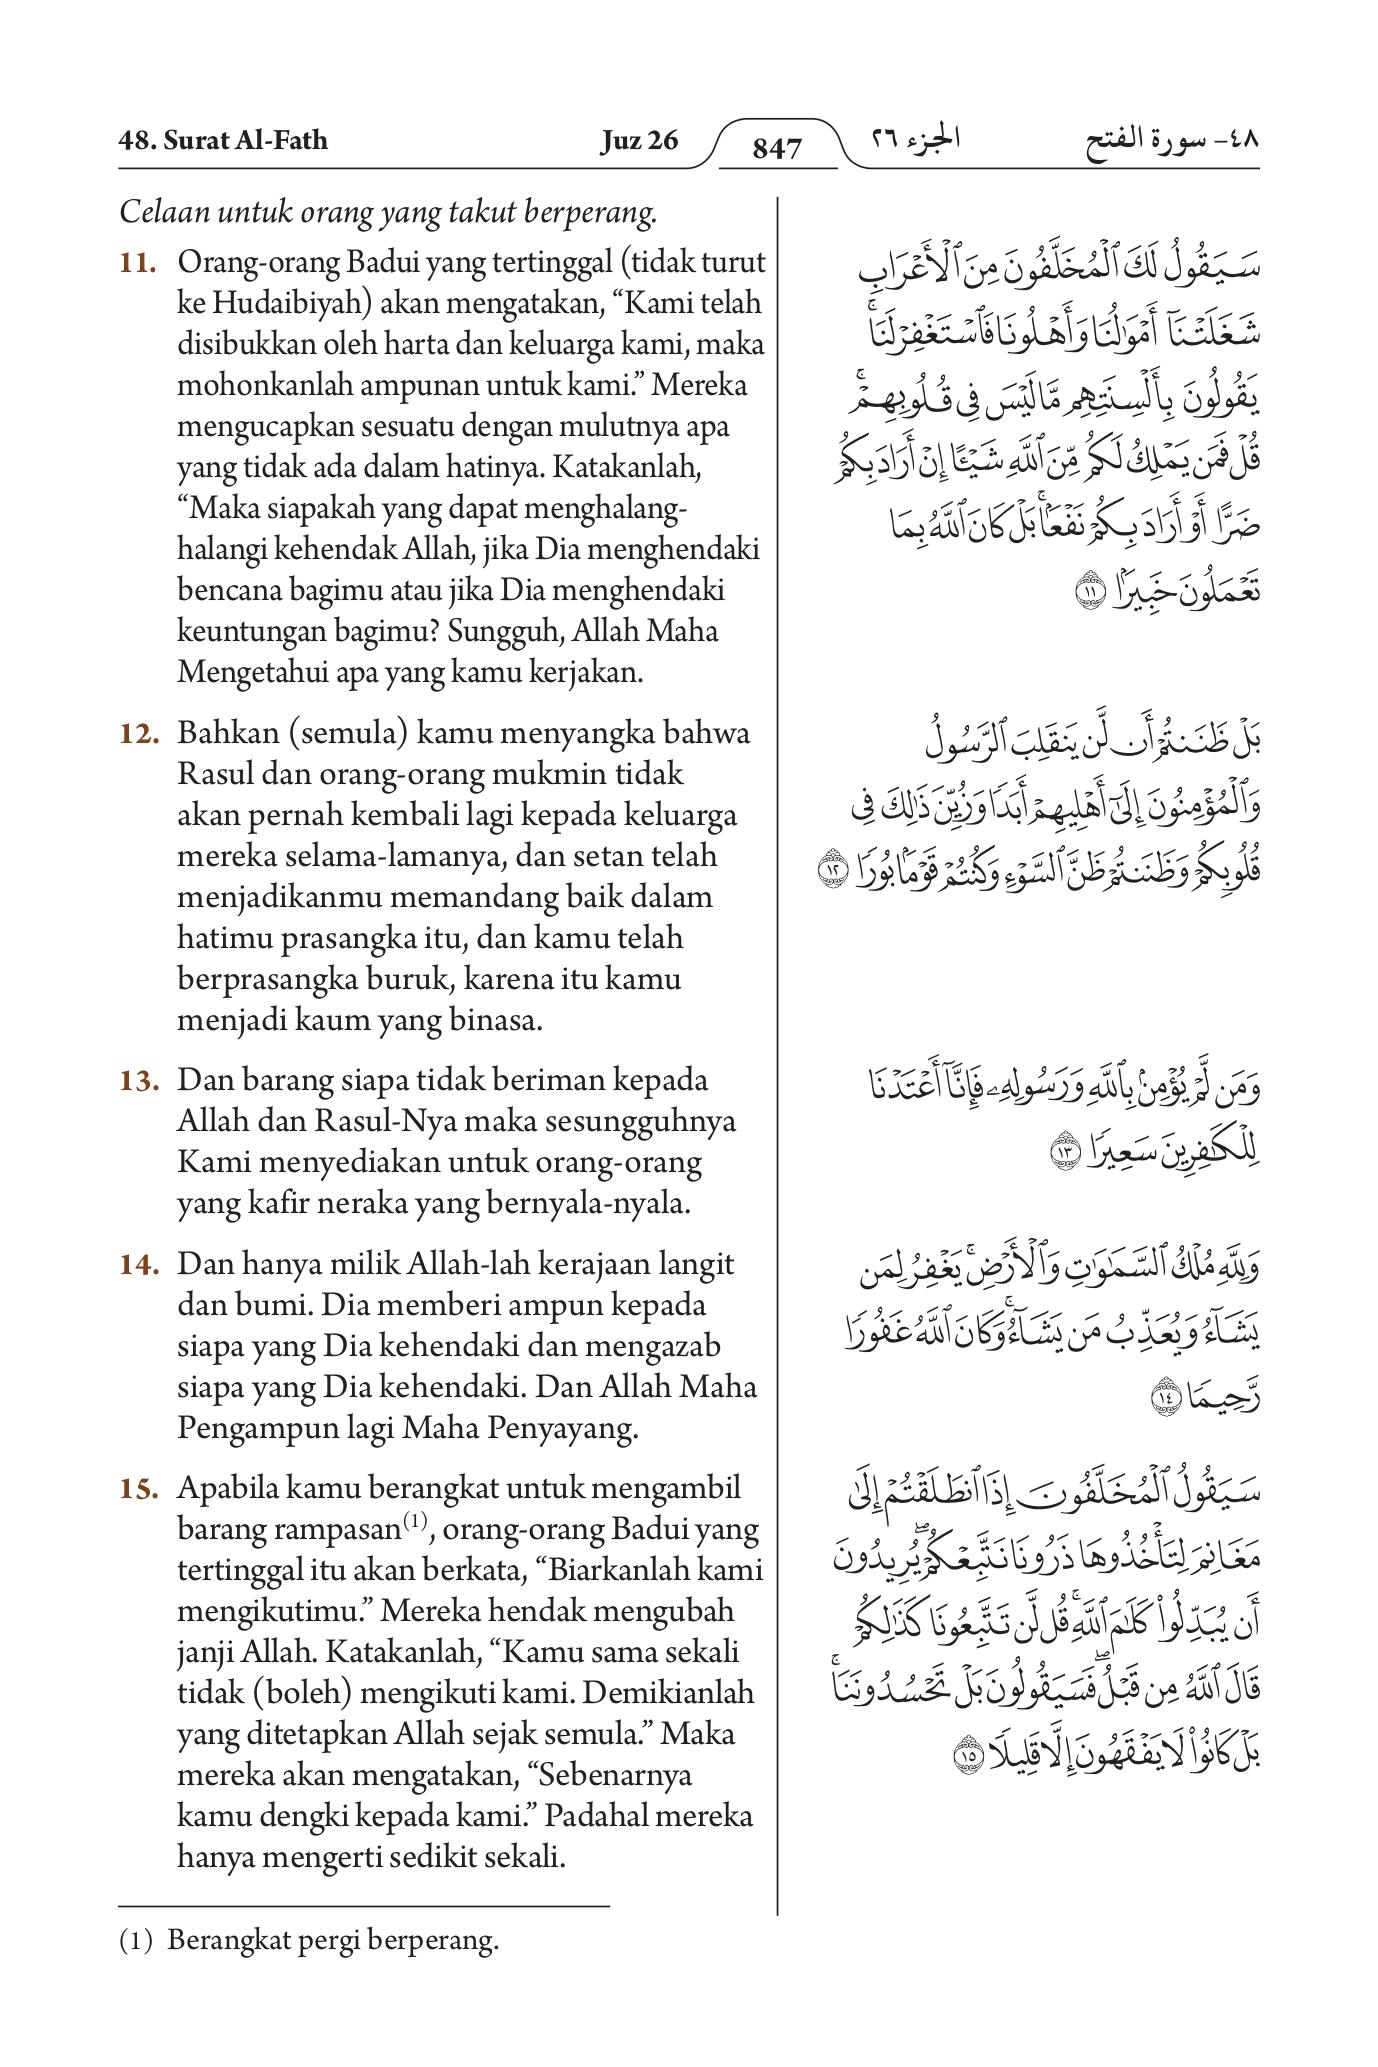 48. Surat Al-Fath Juz 26 847 الجزء ٢٦ ٤٨- سورة الفتح
Celaan untuk orang yang takut berperang.
11. Orang-orang Badui yang tertinggal (tidak turut
ke Hudaibiyah) akan mengatakan, “Kami telah
disibukkan oleh harta dan keluarga kami, maka
mohonkanlah ampunan untuk kami.” Mereka
mengucapkan sesuatu dengan mulutnya apa
yang tidak ada dalam hatinya. Katakanlah,
“Maka siapakah yang dapat menghalang-
halangi kehendak Allah, jika Dia menghendaki
bencana bagimu atau jika Dia menghendaki
keuntungan bagimu? Sungguh, Allah Maha
Mengetahui apa yang kamu kerjakan.
12. Bahkan (semula) kamu menyangka bahwa
Rasul dan orang-orang mukmin tidak
akan pernah kembali lagi kepada keluarga
mereka selama-lamanya, dan setan telah
menjadikanmu memandang baik dalam
hatimu prasangka itu, dan kamu telah
berprasangka buruk, karena itu kamu
menjadi kaum yang binasa.
13. Dan barang siapa tidak beriman kepada
Allah dan Rasul-Nya maka sesungguhnya
Kami menyediakan untuk orang-orang
yang kafir neraka yang bernyala-nyala.
14. Dan hanya milik Allah-lah kerajaan langit
dan bumi. Dia memberi ampun kepada
siapa yang Dia kehendaki dan mengazab
siapa yang Dia kehendaki. Dan Allah Maha
Pengampun lagi Maha Penyayang.
15. Apabila kamu berangkat untuk mengambil
barang rampasan(1), orang-orang Badui yang
tertinggal itu akan berkata, “Biarkanlah kami
mengikutimu.” Mereka hendak mengubah
janji Allah. Katakanlah, “Kamu sama sekali
tidak (boleh) mengikuti kami. Demikianlah
yang ditetapkan Allah sejak semula.” Maka
mereka akan mengatakan, “Sebenarnya
kamu dengki kepada kami.” Padahal mereka
hanya mengerti sedikit sekali.
(1) Berangkat pergi berperang.
سَيَقُولُ لَكَ ٱلْمُخَلَّفُونَ مِنَ ٱلْأَعْرَابِ
شَغَلَتْنَآ أَمْوَٰلُنَا وَأَهْلُونَا فَٱسْتَغْفِرْ لَنَا ۚ
يَقُولُونَ بِأَلْسِنَتِهِم مَّا لَيْسَ فِى قُلُوبِهِمْ ۚ
قُلْ فَمَن يَمْلِكُ لَكُم مِّنَ ٱللَّهِ شَيْـًٔا إِنْ أَرَادَ بِكُمْ
ضَرًّا أَوْ أَرَادَ بِكُمْ نَفْعًۢا ۚ بَلْ كَانَ ٱللَّهُ بِمَا
تَعْمَلُونَ خَبِيرًۢا ١١
بَلْ ظَنَنتُمْ أَن لَّن يَنقَلِبَ ٱلرَّسُولُ
وَٱلْمُؤْمِنُونَ إِلَىٰٓ أَهْلِيهِمْ أَبَدًا وَزُيِّنَ ذَٰلِكَ فِى
قُلُوبِكُمْ وَظَنَنتُمْ ظَنَّ ٱلسَّوْءِ وَكُنتُمْ قَوْمًۢا بُورًا ١٢
وَمَن لَّمْ يُؤْمِنۢ بِٱللَّهِ وَرَسُولِهِۦ فَإِنَّآ أَعْتَدْنَا
لِلْكَٰفِرِينَ سَعِيرًا ١٣
وَلِلَّهِ مُلْكُ ٱلسَّمَٰوَٰتِ وَٱلْأَرْضِ ۚ يَغْفِرُ لِمَن
يَشَآءُ وَيُعَذِّبُ مَن يَشَآءُ ۚ وَكَانَ ٱللَّهُ غَفُورًا
رَّحِيمًا ١٤
سَيَقُولُ ٱلْمُخَلَّفُونَ إِذَا ٱنطَلَقْتُمْ إِلَىٰ
مَغَانِمَ لِتَأْخُذُوهَا ذَرُونَا نَتَّبِعْكُمْ ۖ يُرِيدُونَ
أَن يُبَدِّلُوا۟ كَلَٰمَ ٱللَّهِ ۚ قُل لَّن تَتَّبِعُونَا كَذَٰلِكُمْ
قَالَ ٱللَّهُ مِن قَبْلُ ۖ فَسَيَقُولُونَ بَلْ تَحْسُدُونَنَا ۚ
بَلْ كَانُوا۟ لَا يَفْقَهُونَ إِلَّا قَلِيلًا ١٥